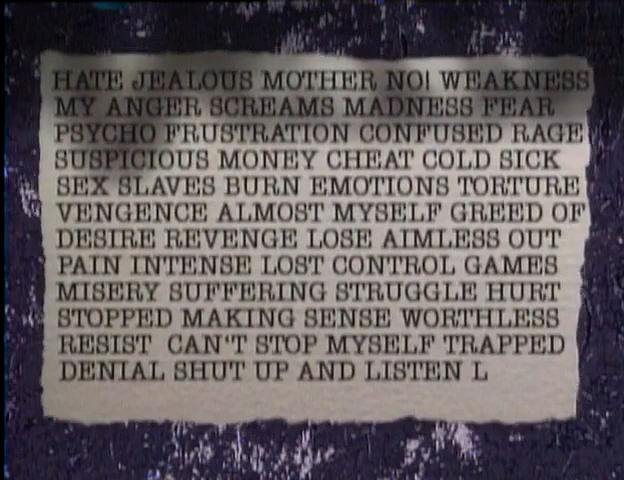 HATE JEALOUS MOTHER NO! WEAKNESS
MY ANGER SCREAMS MADNESS FEAR
PSYCHO FRUSTRATION CONFUSED RAGE
SUSPICIOUS MONEY CHEAT COLD SICK
SEX SLAVES BURN EMOTIONS TORTURE
VENGENCE ALMOST MYSELF GREED OF
DESIRE REVENGE LOSE AIMLESS OUT
PAIN INTENSE LOST CONTROL GAMES
MISERY SUFFERING STRUGGLE HURT
STOPPED MAKING SENSE WORTHLESS
RESIST CAN'T STOP MYSELF TRAPPED
DENIAL SHUT UP AND LISTEN L